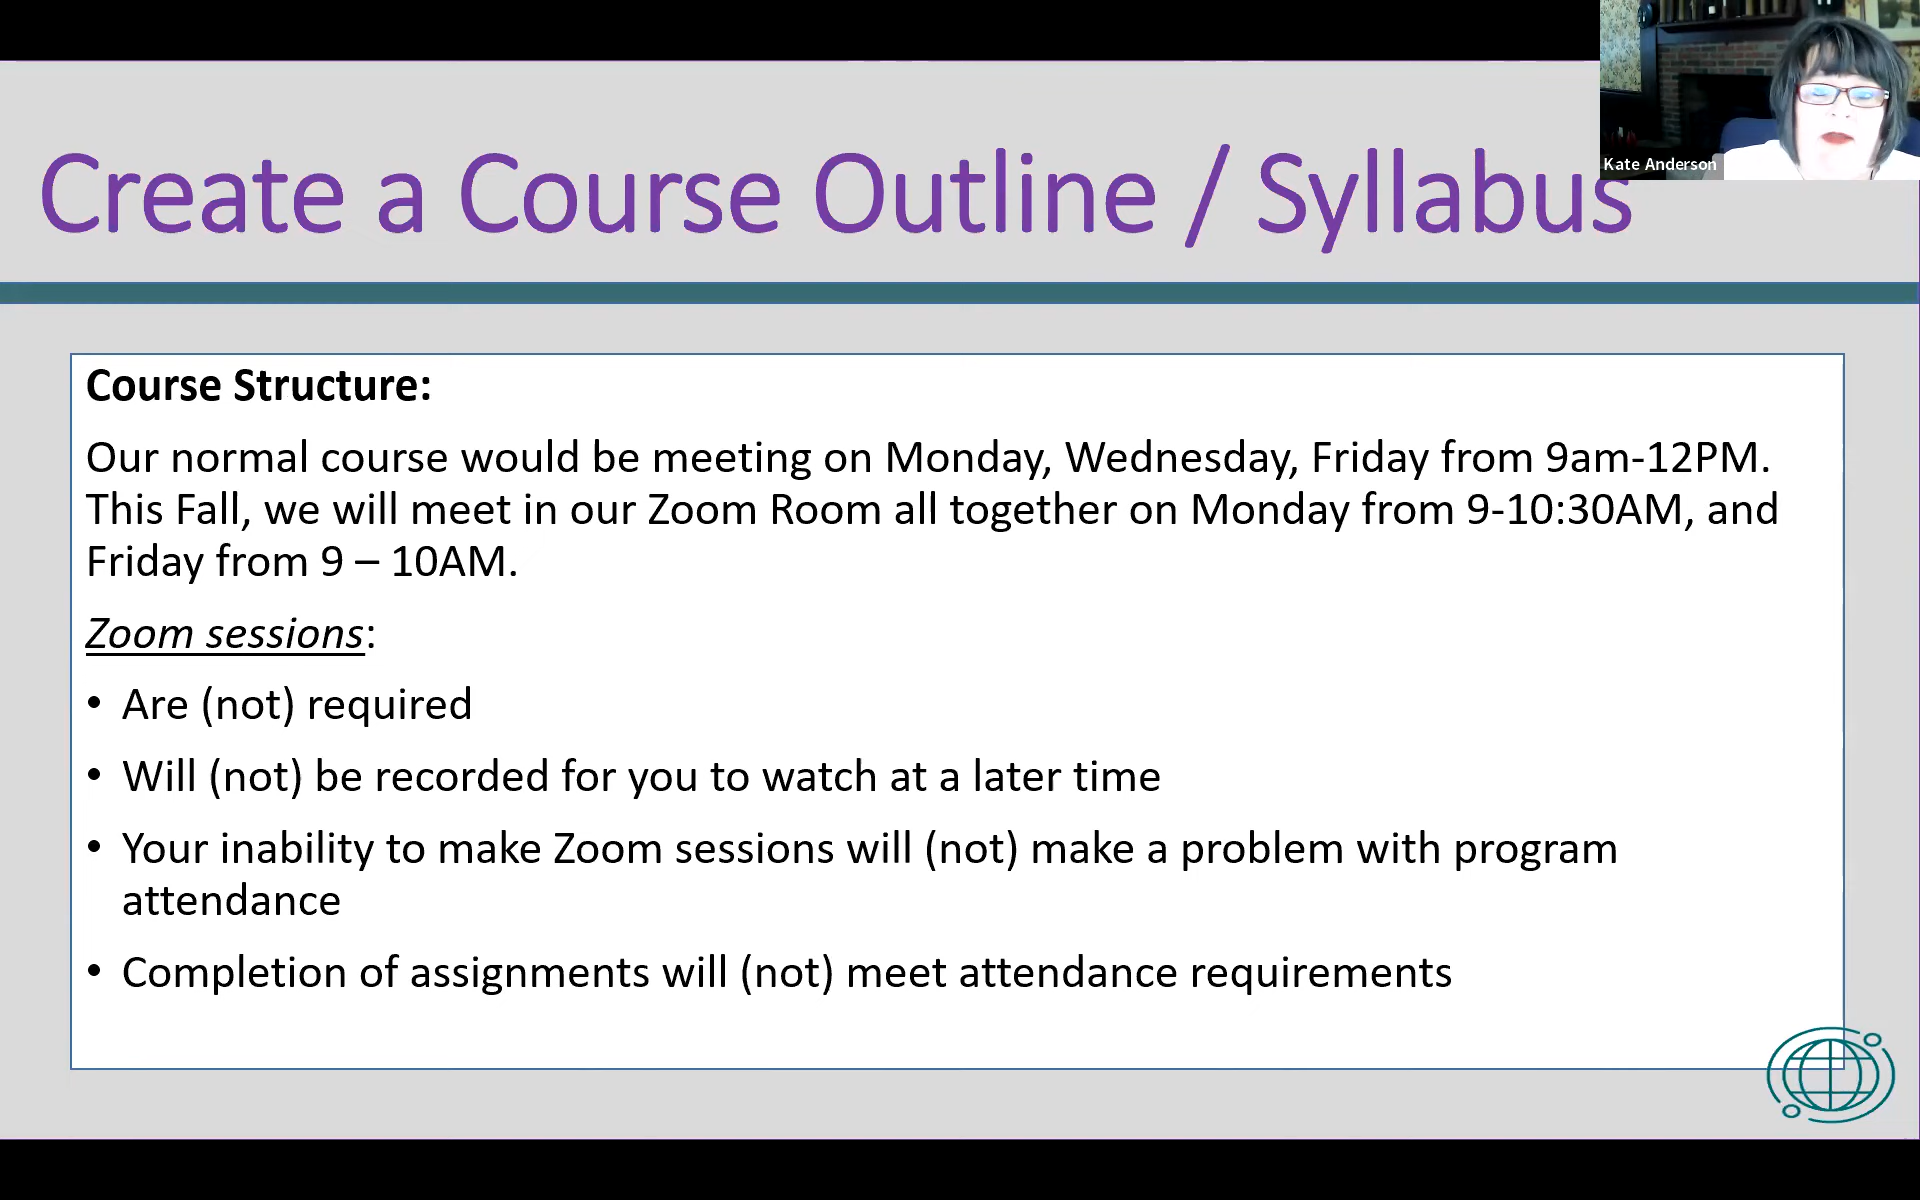 Create a Course Outline / Syllabus
Kate Anderson
Course Structure:
Our normal course would be meeting on Monday, Wednesday, Friday from 9am-12PM.
This Fall, we will meet in our Zoom Room all together on Monday from 9-10:30AM, and
Friday from 9 – 10AM.
Zoom sessions:
• Are (not) required
• Will (not) be recorded for you to watch at a later time
• Your inability to make Zoom sessions will (not) make a problem with program
attendance
• Completion of assignments will (not) meet attendance requirements